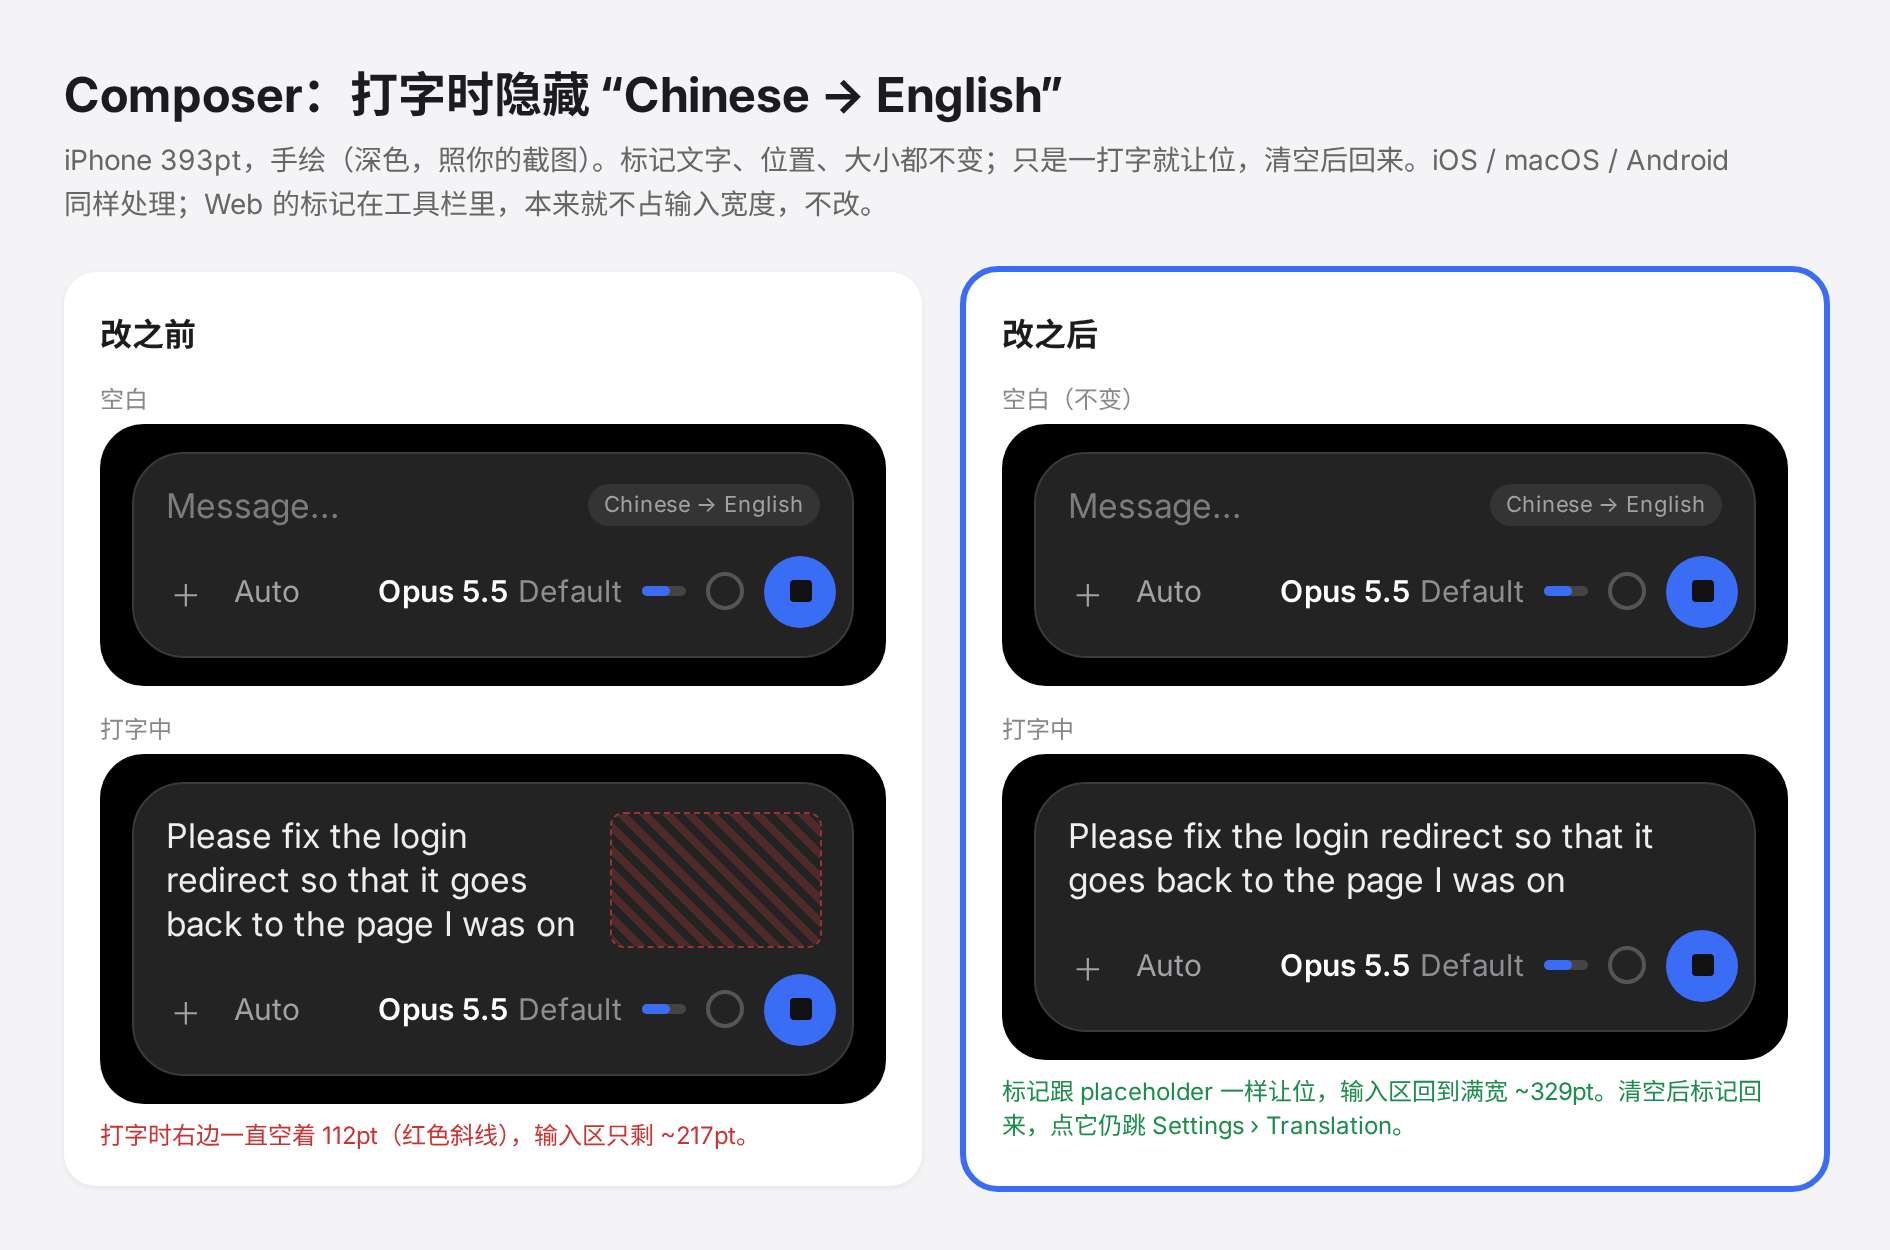 Composer：打字时隐藏 “Chinese → English”
iPhone 393pt，手绘（深色，照你的截图）。标记文字、位置、大小都不变；只是一打字就让位，清空后回来。iOS / macOS / Android
同样处理；Web 的标记在工具栏里，本来就不占输入宽度，不改。
改之前
空白
Message...
Chinese → English
+ Auto Opus 5.5 Default
打字中
Please fix the login
redirect so that it goes
back to the page I was on
+ Auto Opus 5.5 Default
打字时右边一直空着 112pt（红色斜线），输入区只剩 ~217pt。
改之后
空白（不变）
Message...
Chinese → English
+ Auto Opus 5.5 Default
打字中
Please fix the login redirect so that it
goes back to the page I was on
+ Auto Opus 5.5 Default
标记跟 placeholder 一样让位，输入区回到满宽 ~329pt。清空后标记回
来，点它仍跳 Settings › Translation。